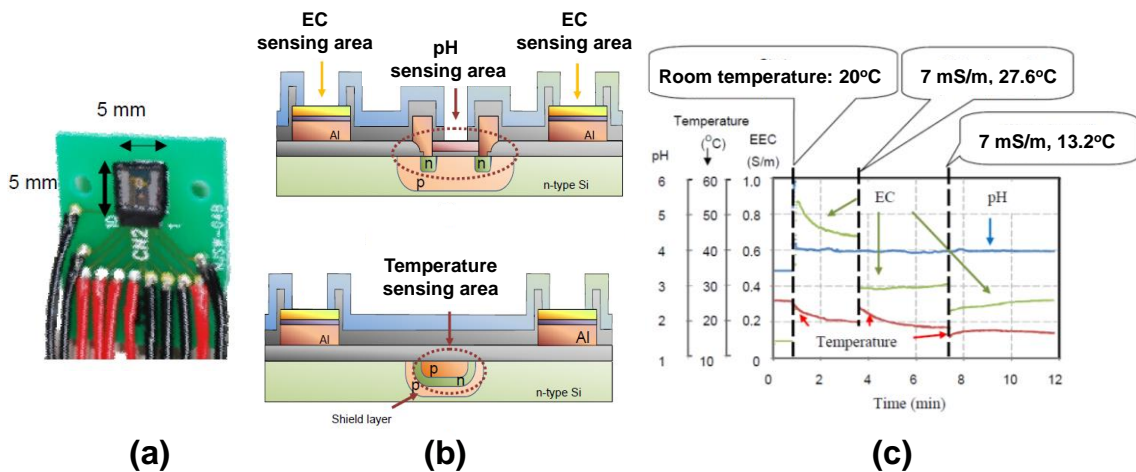 5 mm
5 mm
10
1
CN2
NJSW-04B
(a)
EC
sensing area
pH
sensing area
EC
sensing area
Al
n
n
Al
p
n-type Si
Temperature
sensing area
Al
Al
p
n
p
n-type Si
Shield layer
(b)
Room temperature: 20°C
7 mS/m, 27.6°C
7 mS/m, 13.2°C
Temperature
(°C)
pH
EEC
(S/m)
6 60 1.0
5 50 0.8
4 40 0.6
3 30 0.4
2 20 0.2
1 10 0
EC
pH
Temperature
0 2 4 6 8 10 12
Time (min)
(c)